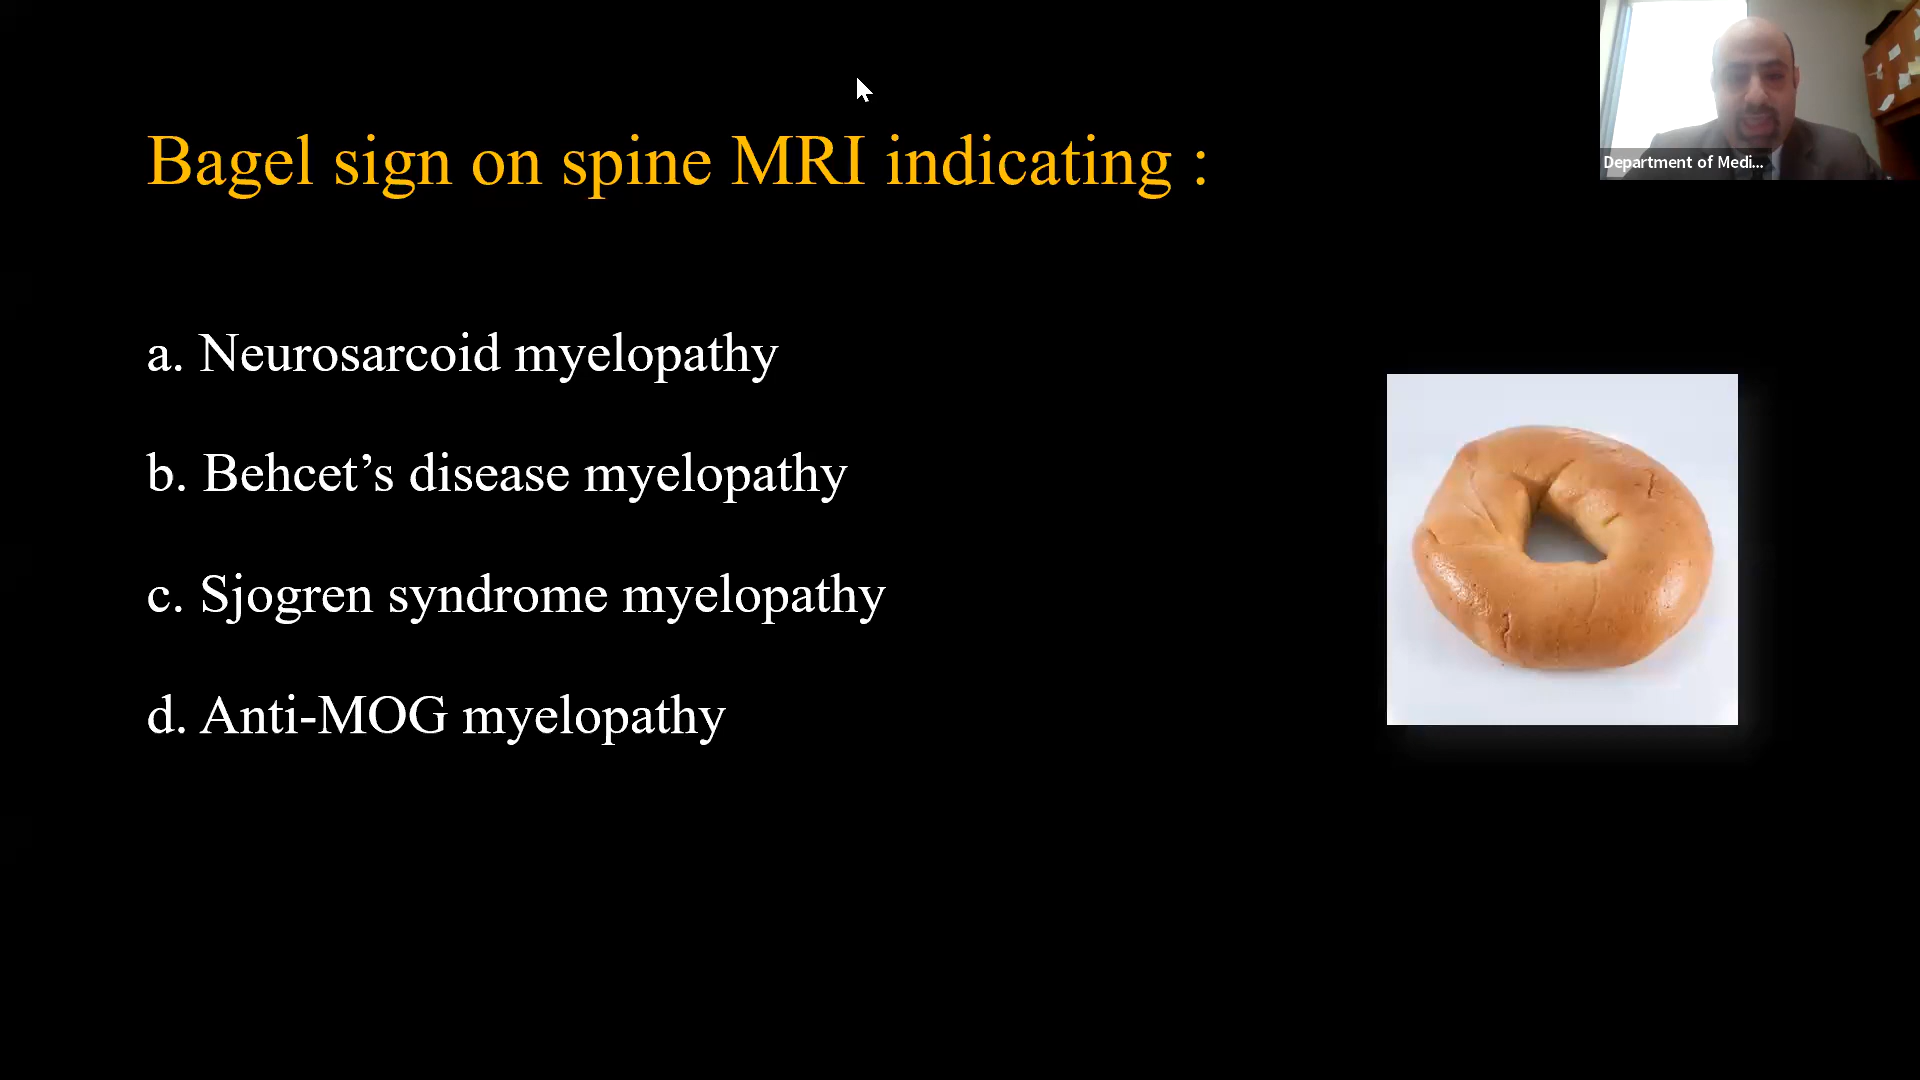 Bagel sign on spine MRI indicating :
Department of Medi...
a. Neurosarcoid myelopathy
b. Behcet’s disease myelopathy
c. Sjogren syndrome myelopathy
d. Anti-MOG myelopathy